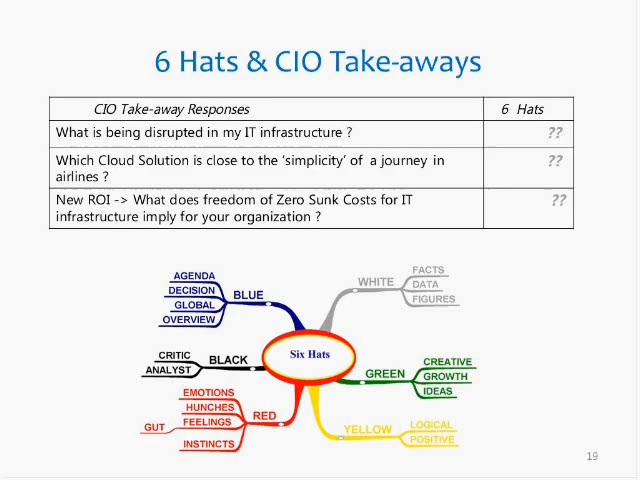 6 Hats & CIO Take-aways
CIO Take-away Responses
6 Hats
What is being disrupted in my IT infrastructure ?
??
Which Cloud Solution is close to the ‘simplicity’ of a journey in
airlines ?
??
New ROI -> What does freedom of Zero Sunk Costs for IT
infrastructure imply for your organization ?
??
AGENDA
DECISION
GLOBAL
OVERVIEW
BLUE
WHITE
FACTS
DATA
FIGURES
Six Hats
CRITIC
ANALYST
BLACK
GREEN
CREATIVE
GROWTH
IDEAS
EMOTIONS
HUNCHES
FEELINGS
GUT
INSTINCTS
RED
YELLOW
LOGICAL
POSITIVE
19